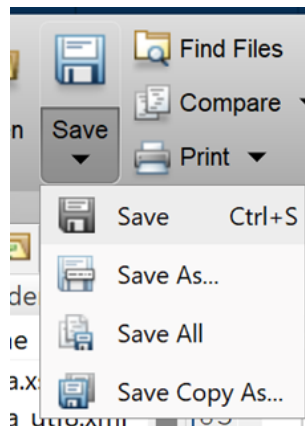 Find Files
Compare
Save
Print
Save Ctrl+S
Save As...
Save All
Save Copy As...